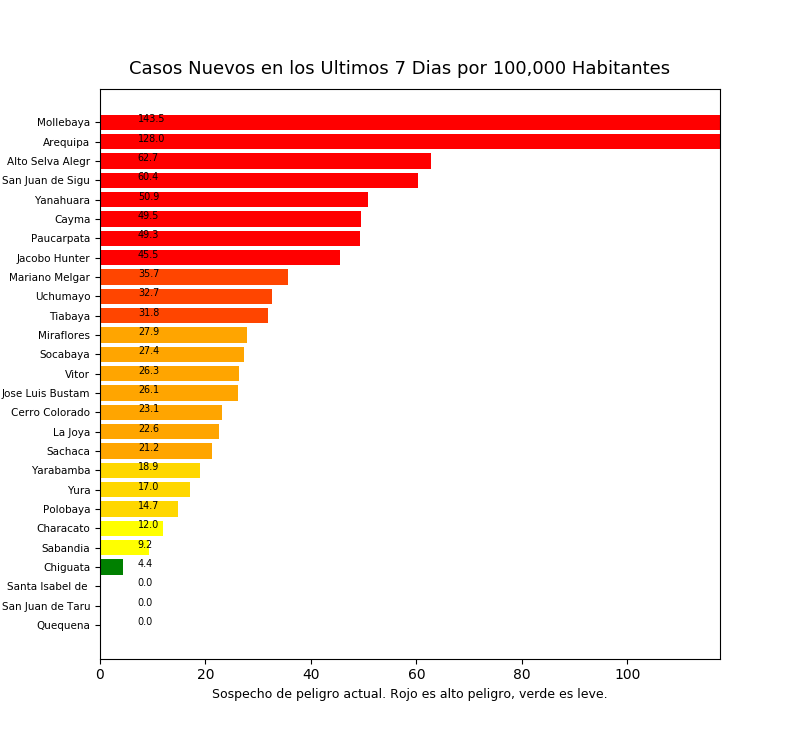 Casos Nuevos en los Ultimos 7 Dias por 100,000 Habitantes
Mollebaya 143.5
Arequipa 128.0
Alto Selva Alegr 62.7
San Juan de Sigu 60.4
Yanahuara 50.9
Cayma 49.5
Paucarpata 49.3
Jacobo Hunter 45.5
Mariano Melgar 35.7
Uchumayo 32.7
Tiabaya 31.8
Miraflores 27.9
Socabaya 27.4
Vitor 26.3
Jose Luis Bustam 26.1
Cerro Colorado 23.1
La Joya 22.6
Sachaca 21.2
Yarabamba 18.9
Yura 17.0
Polobaya 14.7
Characato 12.0
Sabandia 9.2
Chiguata 4.4
Santa Isabel de 0.0
San Juan de Taru 0.0
Quequena 0.0
0 20 40 60 80 100
Sospecho de peligro actual. Rojo es alto peligro, verde es leve.